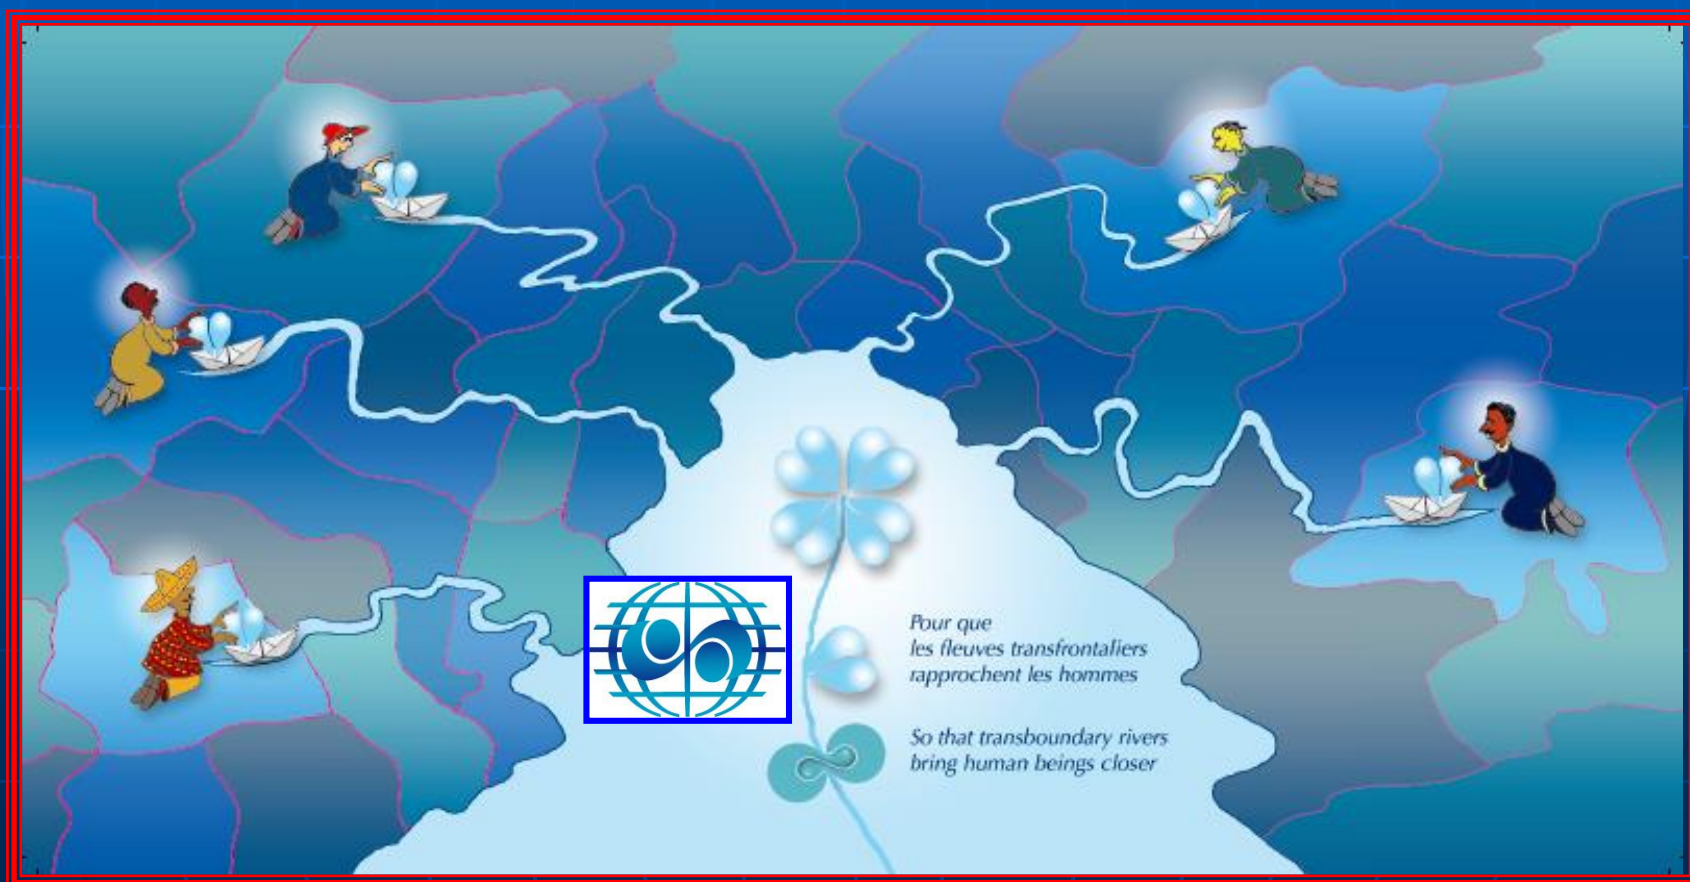 Pour que
les fleuves transfrontaliers
rapprochent les hommes
So that transboundary rivers
bring human beings closer